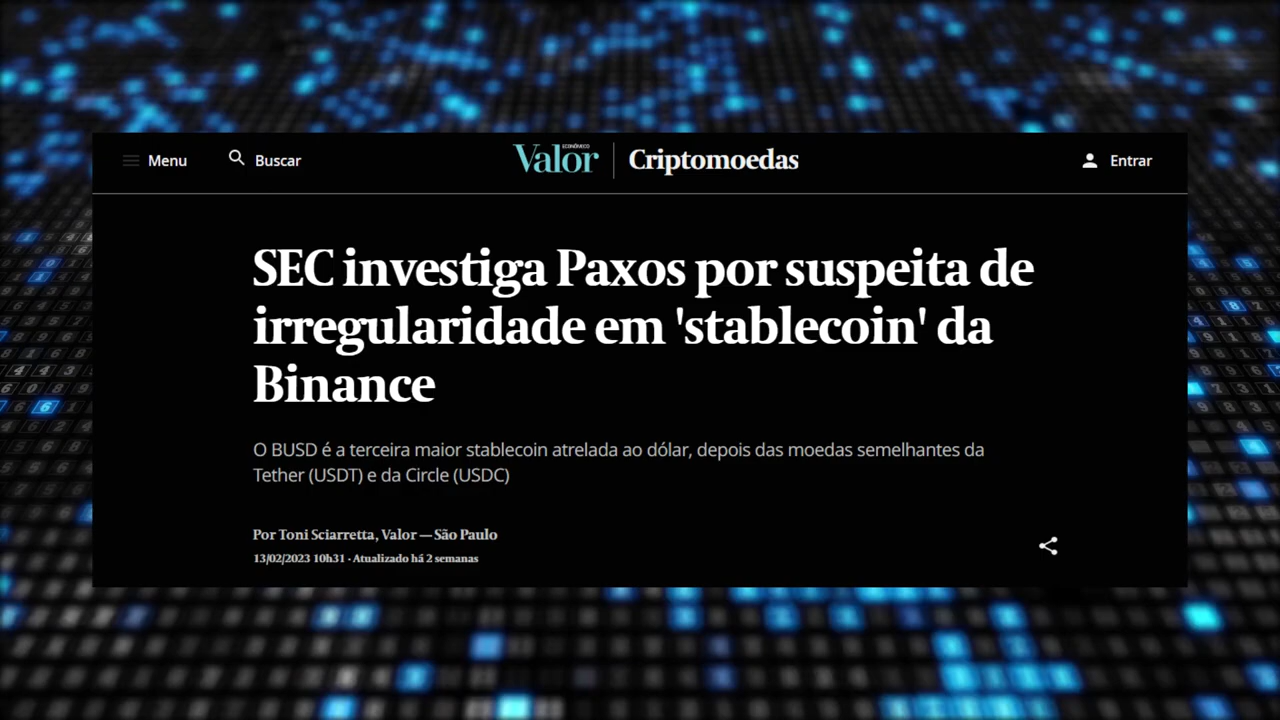 Menu
Buscar
Valor ECONÔMICO
Criptomoedas
Entrar
SEC investiga Paxos por suspeita de
irregularidade em 'stablecoin' da
Binance
O BUSD é a terceira maior stablecoin atrelada ao dólar, depois das moedas semelhantes da
Tether (USDT) e da Circle (USDC)
Por Toni Sciarretta, Valor — São Paulo
13/02/2023 10h31 · Atualizado há 2 semanas